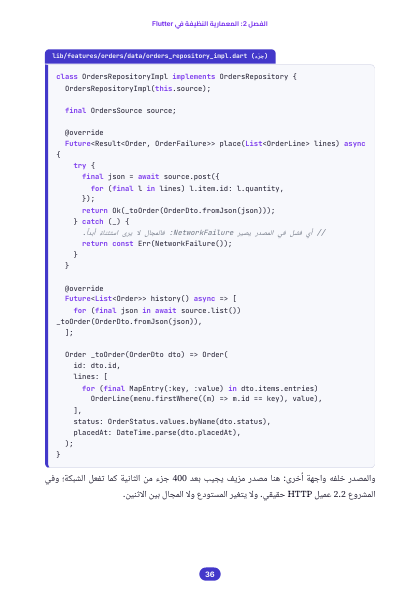 الفصل 2: المعمارية النظيفة في Flutter
lib/features/orders/data/orders_repository_impl.dart (جزء)
class OrdersRepositoryImpl implements OrdersRepository {
  OrdersRepositoryImpl(this.source);

  final OrdersSource source;

  @override
  Future<Result<Order, OrderFailure>> place(List<OrderLine> lines) async
{
    try {
      final json = await source.post({
        for (final l in lines) l.item.id: l.quantity,
      });
      return Ok(_toOrder(OrderDto.fromJson(json)));
    } catch (_) {
      // أي فشل في المصدر يصير NetworkFailure: فالمجال لا يرى استثناءً أبداً.
      return const Err(NetworkFailure());
    }
  }

  @override
  Future<List<Order>> history() async => [
    for (final json in await source.list())
_toOrder(OrderDto.fromJson(json)),
  ];

  Order _toOrder(OrderDto dto) => Order(
    id: dto.id,
    lines: [
      for (final MapEntry(:key, :value) in dto.items.entries)
        OrderLine(menu.firstWhere((m) => m.id == key), value),
    ],
    status: OrderStatus.values.byName(dto.status),
    placedAt: DateTime.parse(dto.placedAt),
  );
}
والمصدر خلفه واجهة أخرى: هنا مصدر مزيف يجيب بعد 400 جزء من الثانية كما تفعل الشبكة؛ وفي
المشروع 2.2 عميل HTTP حقيقي. ولا يتغير المستودع ولا المجال بين الاثنين.
36